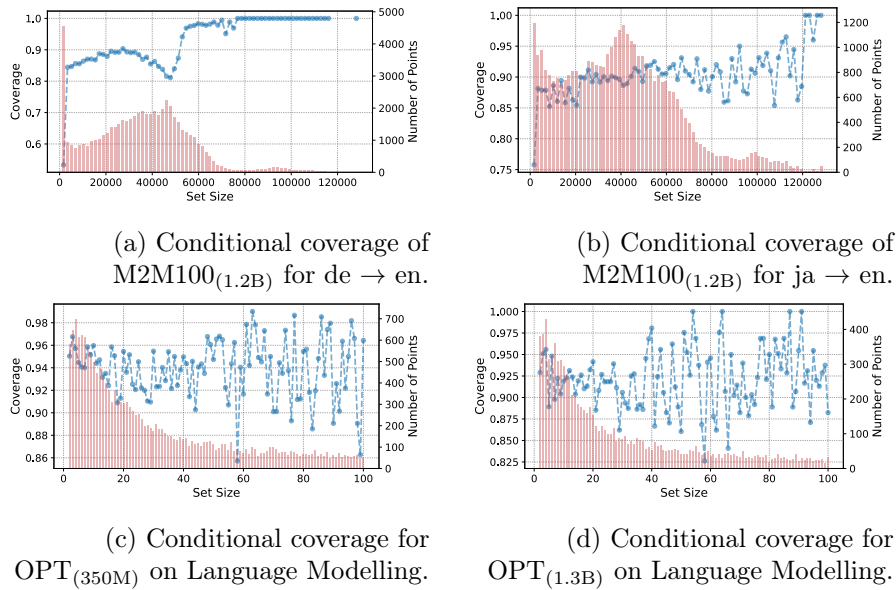 1.0
0.9
0.8
0.7
0.6
Coverage
5000
4000
3000
2000
1000
0
Number of Points
0 20000 40000 60000 80000 100000 120000
Set Size
(a) Conditional coverage of
M2M100(1.2B) for de → en.
1.00
0.95
0.90
0.85
0.80
0.75
Coverage
1200
1000
800
600
400
200
0
Number of Points
0 20000 40000 60000 80000 100000 120000
Set Size
(b) Conditional coverage of
M2M100(1.2B) for ja → en.
0.98
0.96
0.94
0.92
0.90
0.88
0.86
Coverage
700
600
500
400
300
200
100
0
Number of Points
0 20 40 60 80 100
Set Size
(c) Conditional coverage for
OPT(350M) on Language Modelling.
1.000
0.975
0.950
0.925
0.900
0.875
0.850
0.825
Coverage
400
300
200
100
0
Number of Points
0 20 40 60 80 100
Set Size
(d) Conditional coverage for
OPT(1.3B) on Language Modelling.